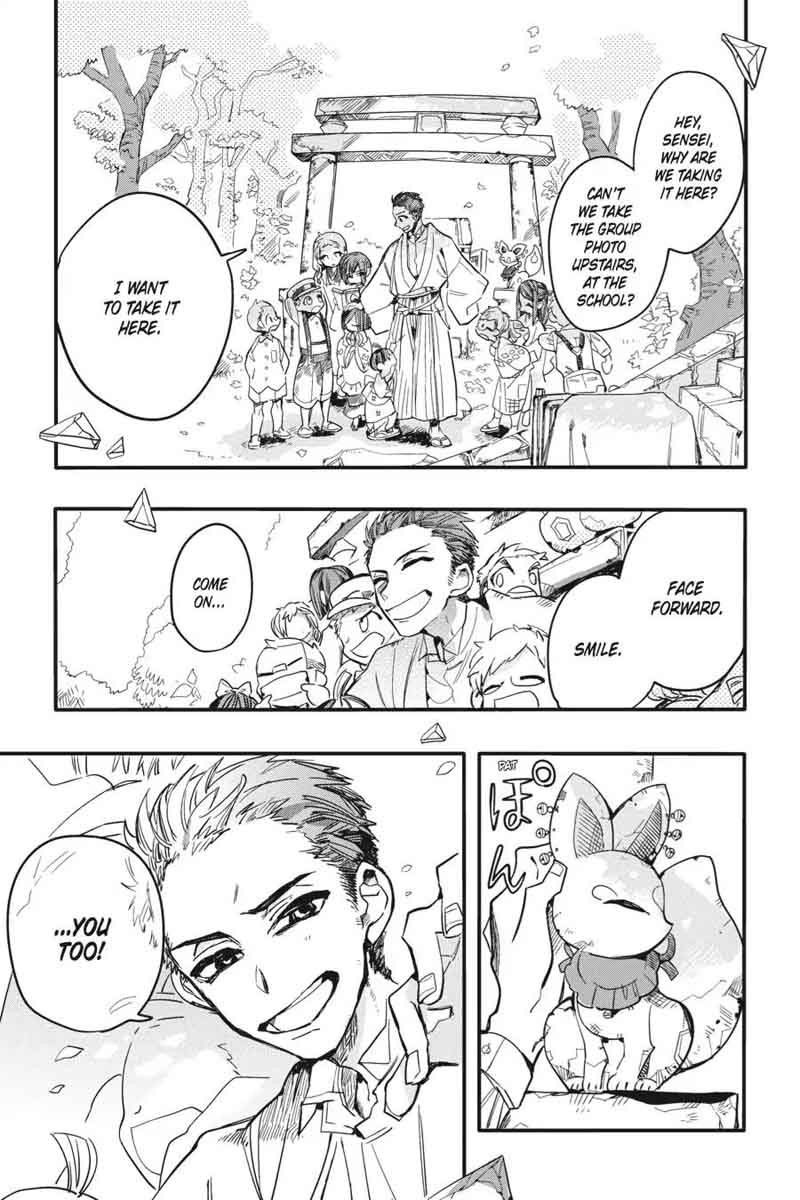 HEY,
SENSEI,
WHY ARE
WE TAKING
IT HERE?
CAN'T
WE TAKE
THE GROUP
PHOTO
UPSTAIRS,
AT THE
SCHOOL?
I WANT
TO TAKE IT
HERE.
FACE
FORWARD.
SMILE.
COME
ON...
PAT
ぽん
...YOU
TOO!